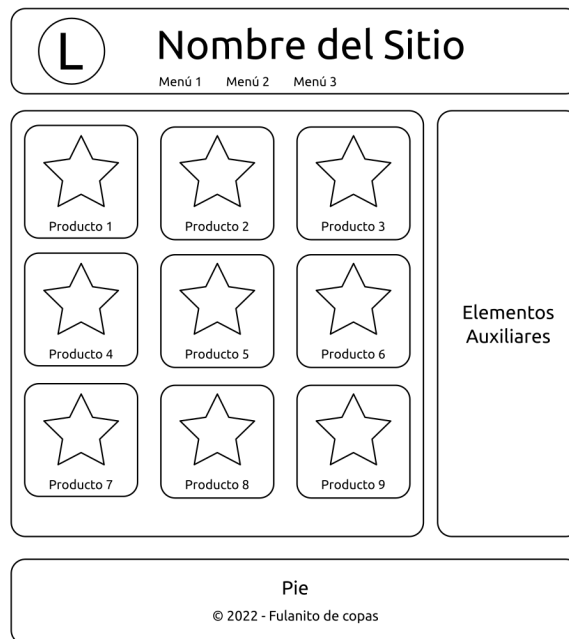 L
Nombre del Sitio
Menú 1 Menú 2 Menú 3
Producto 1 Producto 2 Producto 3
Producto 4 Producto 5 Producto 6
Producto 7 Producto 8 Producto 9
Elementos
Auxiliares
Pie
© 2022 - Fulanito de copas